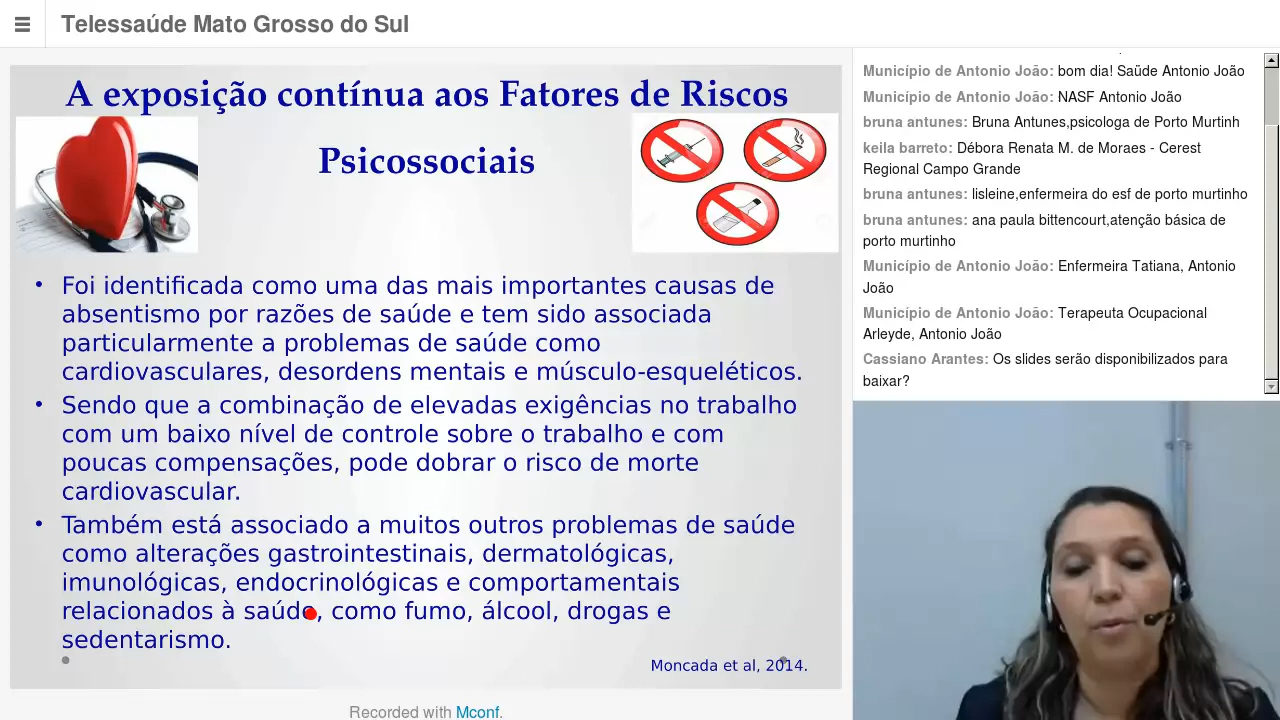 Telessaúde Mato Grosso do Sul
A exposição contínua aos Fatores de Riscos
Psicossociais
• Foi identificada como uma das mais importantes causas de
absentismo por razões de saúde e tem sido associada
particularmente a problemas de saúde como
cardiovasculares, desordens mentais e músculo-esqueléticos.
• Sendo que a combinação de elevadas exigências no trabalho
com um baixo nível de controle sobre o trabalho e com
poucas compensações, pode dobrar o risco de morte
cardiovascular.
• Também está associado a muitos outros problemas de saúde
como alterações gastrointestinais, dermatológicas,
imunológicas, endocrinológicas e comportamentais
relacionados à saúde, como fumo, álcool, drogas e
sedentarismo.
Moncada et al, 2014.
Recorded with Mconf.
Município de Antonio João: bom dia! Saüde Antonio João
Município de Antonio João: NASF Antonio João
bruna antunes: Bruna Antunes,psicologa de Porto Murtinh
keila barreto: Débora Renata M. de Moraes - Cerest
Regional Campo Grande
bruna antunes: lisleine,enfermeira do esf de porto murtinho
bruna antunes: ana paula bittencourt,atenção básica de
porto murtinho
Município de Antonio João: Enfermeira Tatiana, Antonio
João
Município de Antonio João: Terapeuta Ocupacional
Arleyde, Antonio João
Cassiano Arantes: Os slides serão disponibilizados para
baixar?